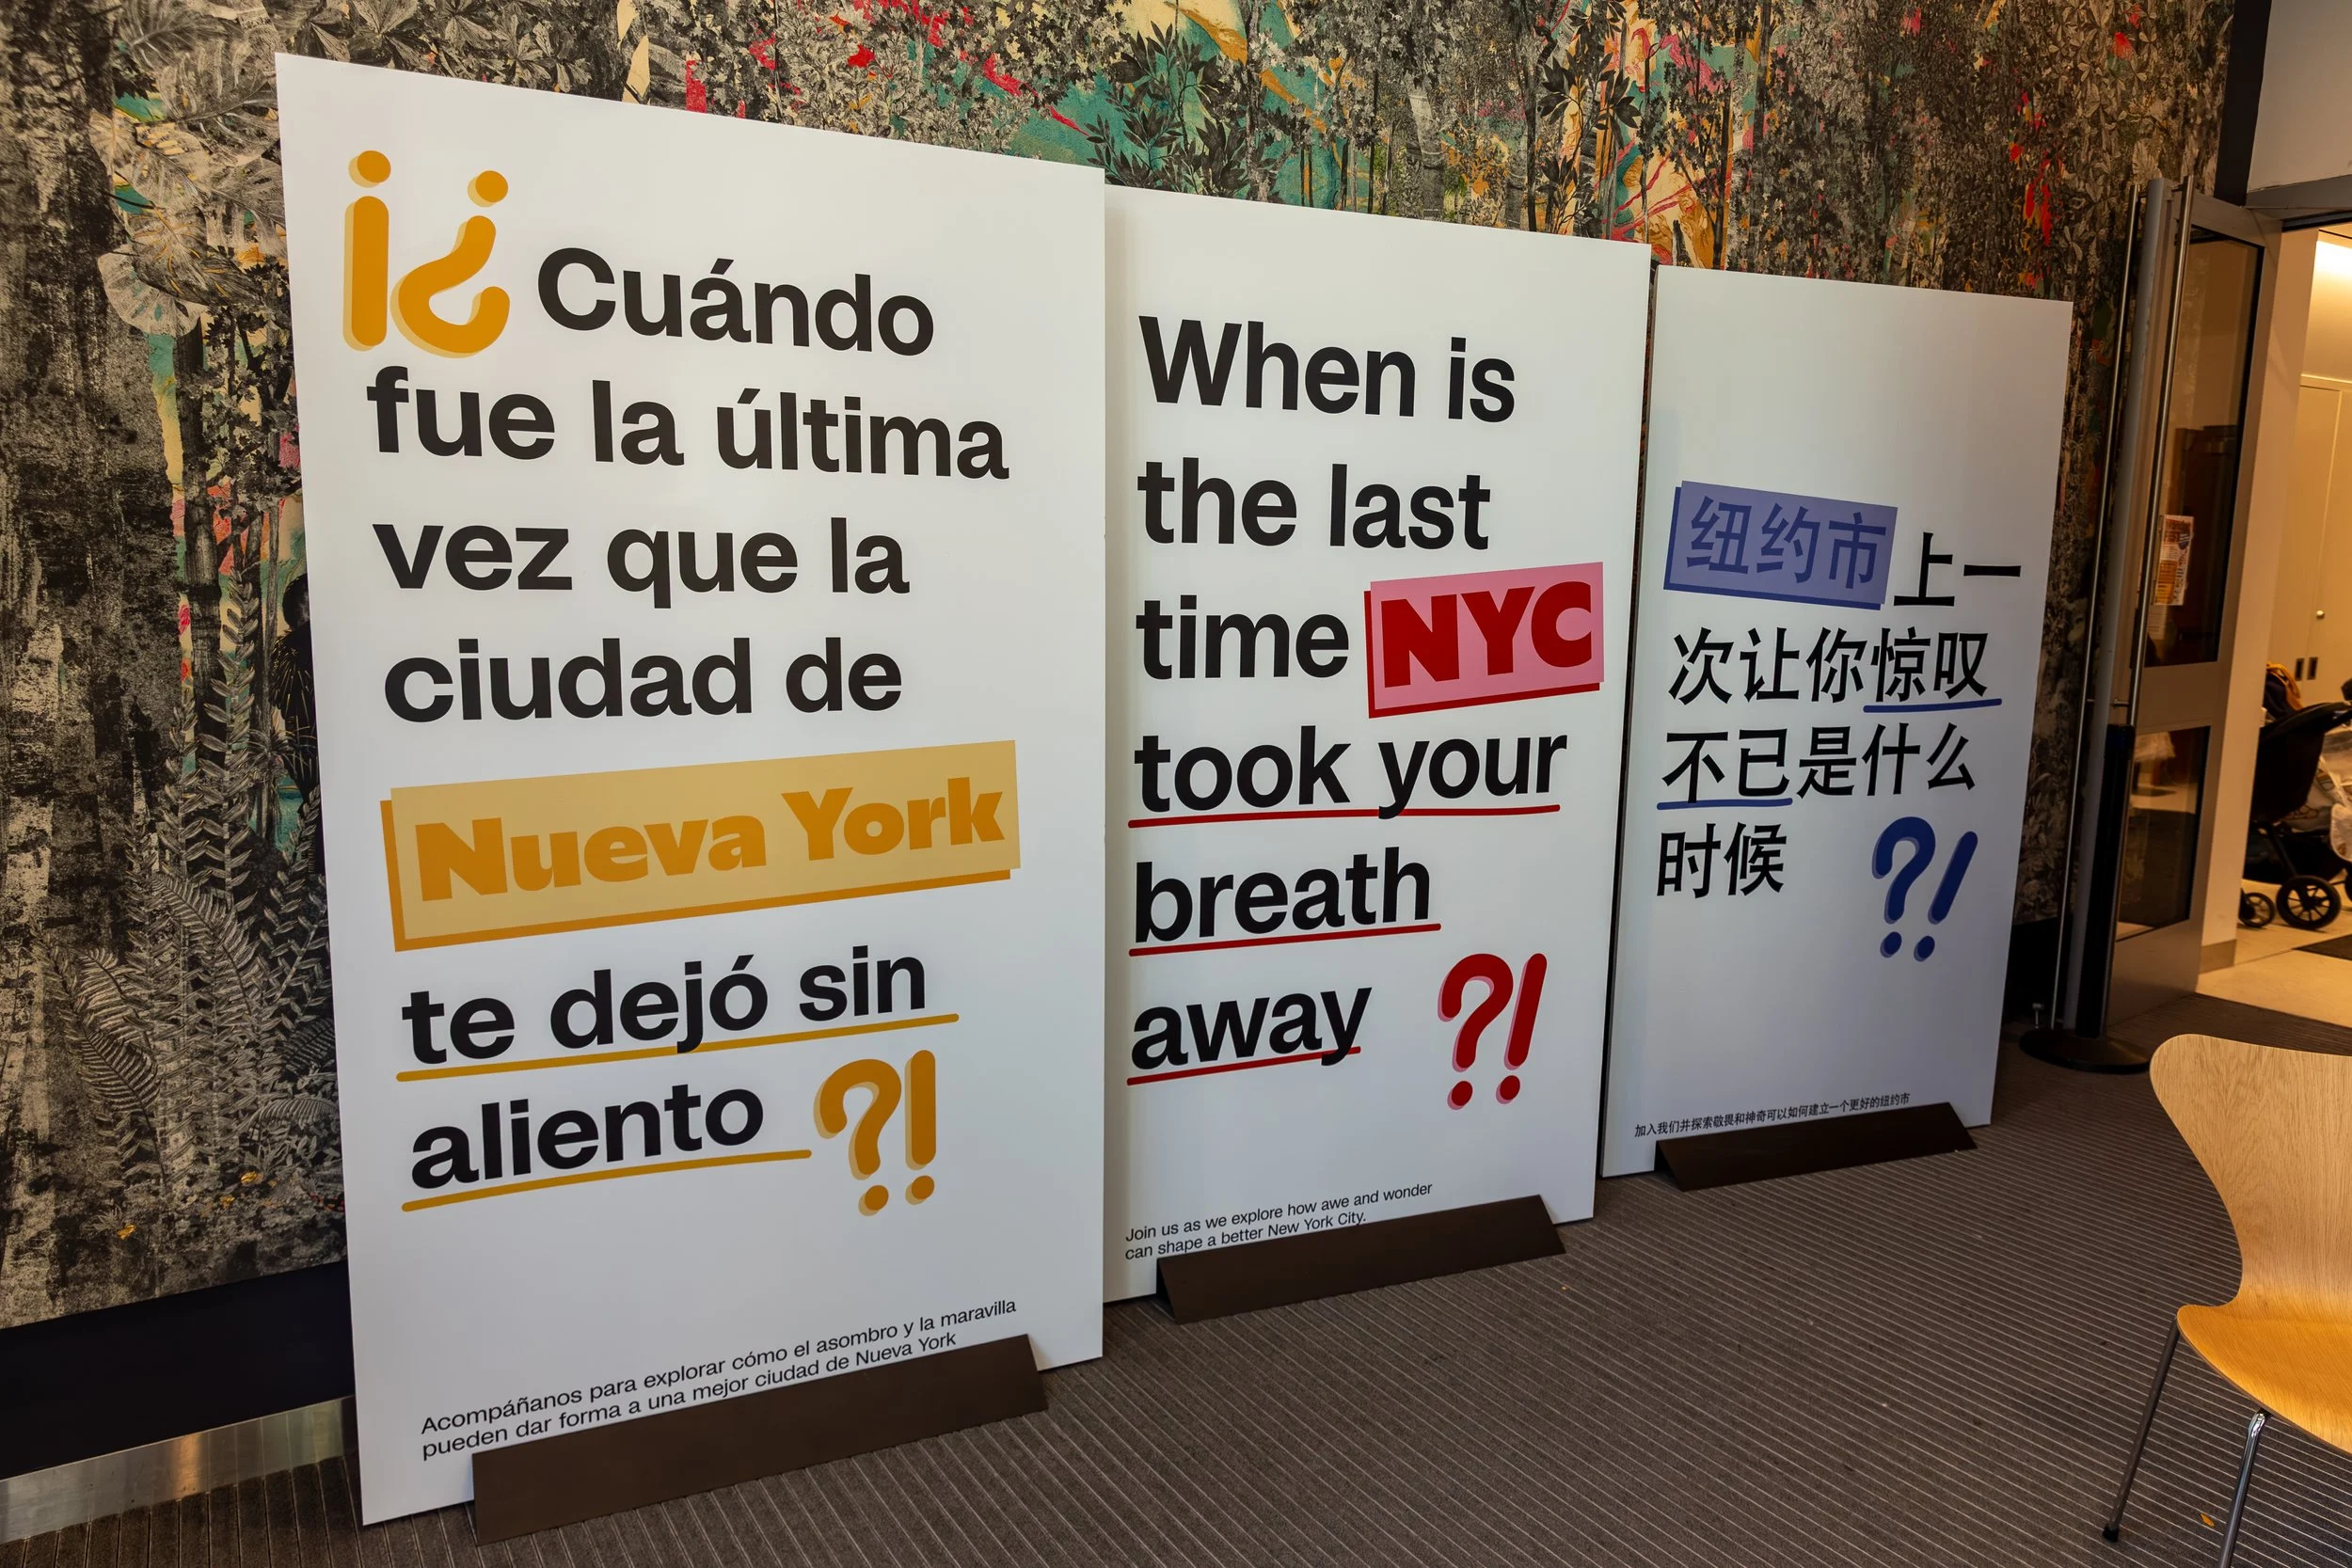 ¡¿Cuándo
fue la última
vez que la
ciudad de
Nueva York
te dejó sin
aliento?!
Acompáñanos para explorar cómo el asombro y la maravilla
pueden dar forma a una mejor ciudad de Nueva York
When is
the last
time NYC
took your
breath
away?!
Join us as we explore how awe and wonder
can shape a better New York City.
纽约市上一
次让你惊叹
不已是什么
时候?!
加入我们并探索敬畏和神奇可以如何建立一个更好的纽约市